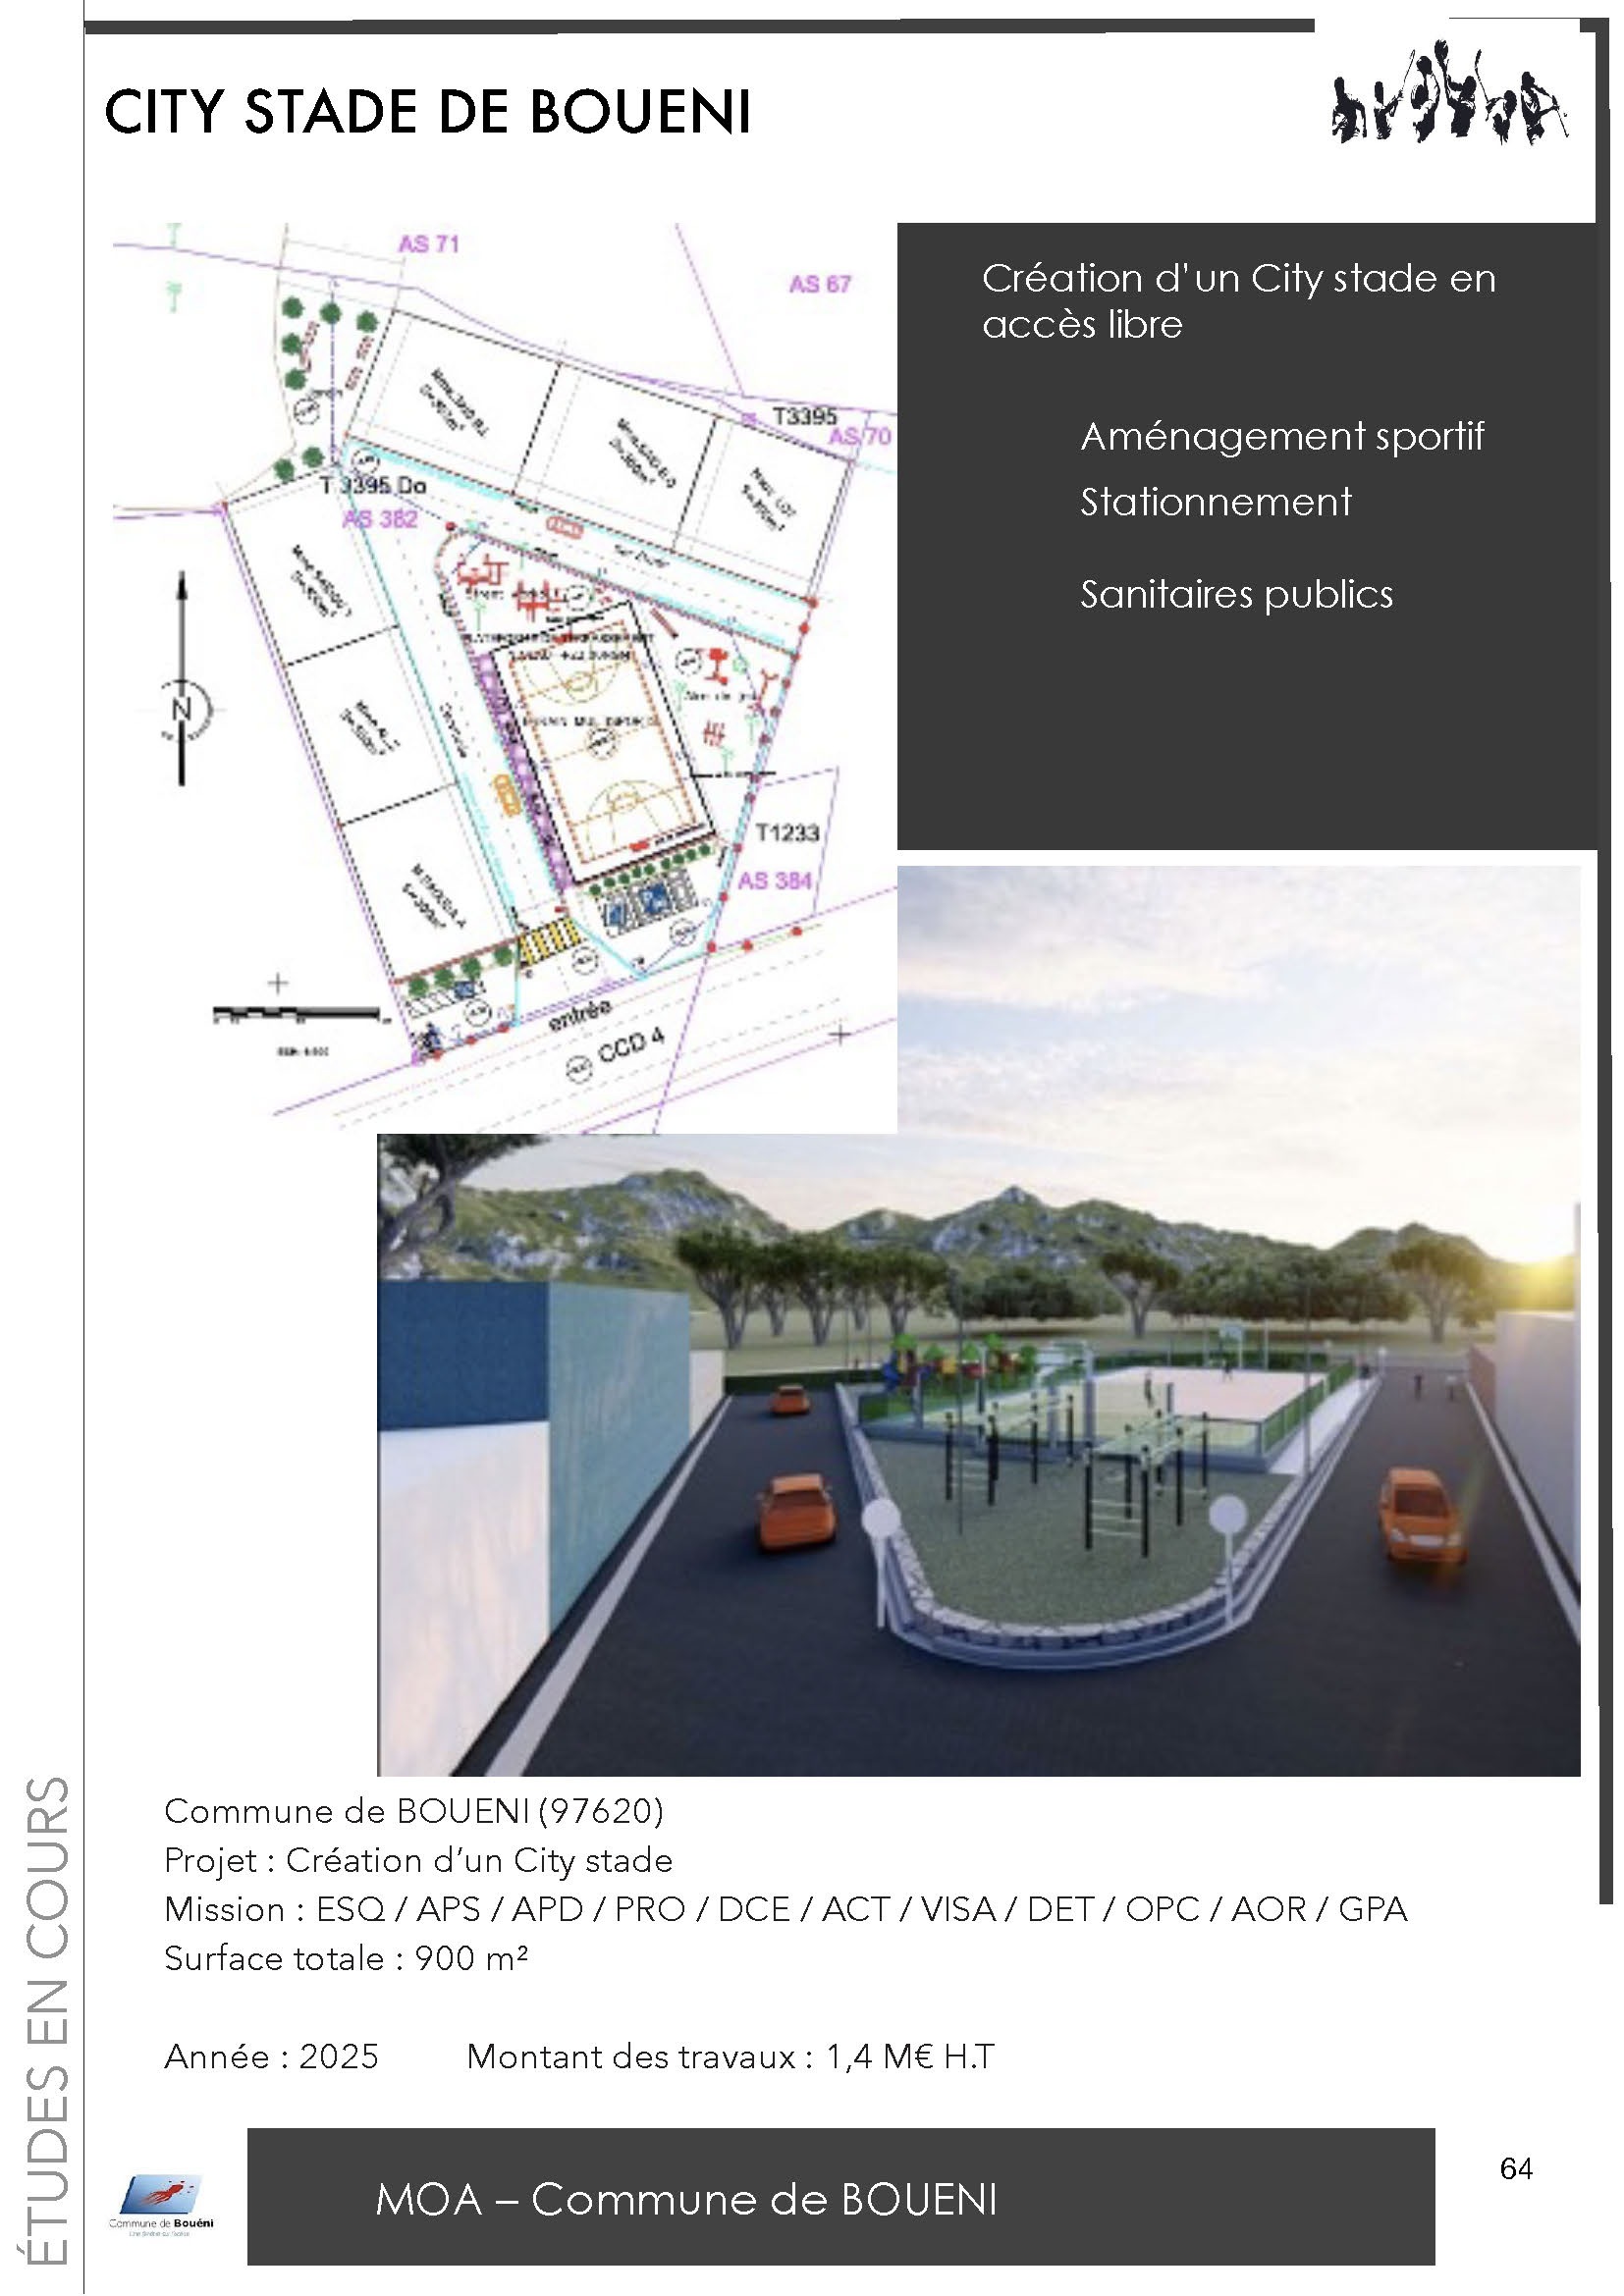 CITY STADE DE BOUENI
AS 71
AS 67
T3395
AS 70
T 3395 Do
AS 382
N
T1233
AS 384
entrée
CCD 4
Création d'un City stade en
accès libre
Aménagement sportif
Stationnement
Sanitaires publics
Commune de BOUENI (97620)
Projet : Création d'un City stade
Mission : ESQ / APS / APD / PRO / DCE / ACT / VISA / DET / OPC / AOR / GPA
Surface totale : 900 m²
Année : 2025 Montant des travaux : 1,4 M€ H.T
ÉTUDES EN COURS
Commune de Bouéni
MOA – Commune de BOUENI
64